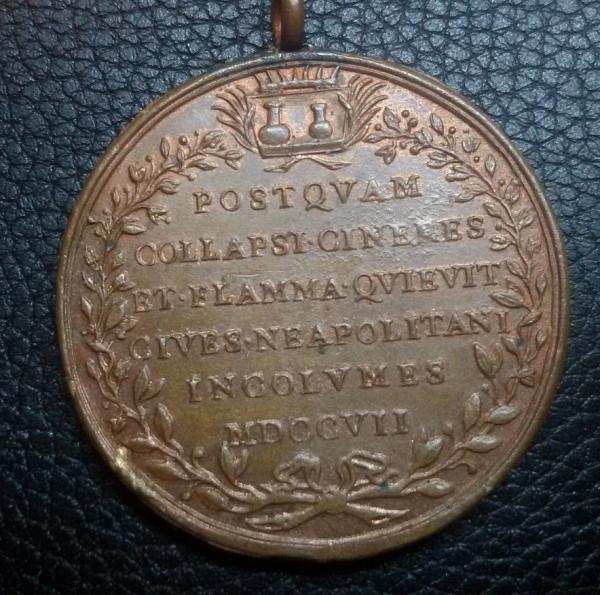 POSTQVAM
COLLAPSI·CINERES
ET·FLAMMA·QVIEVIT
CIVES·NEAPOLITANI
INCOLVMES
MDCCVII